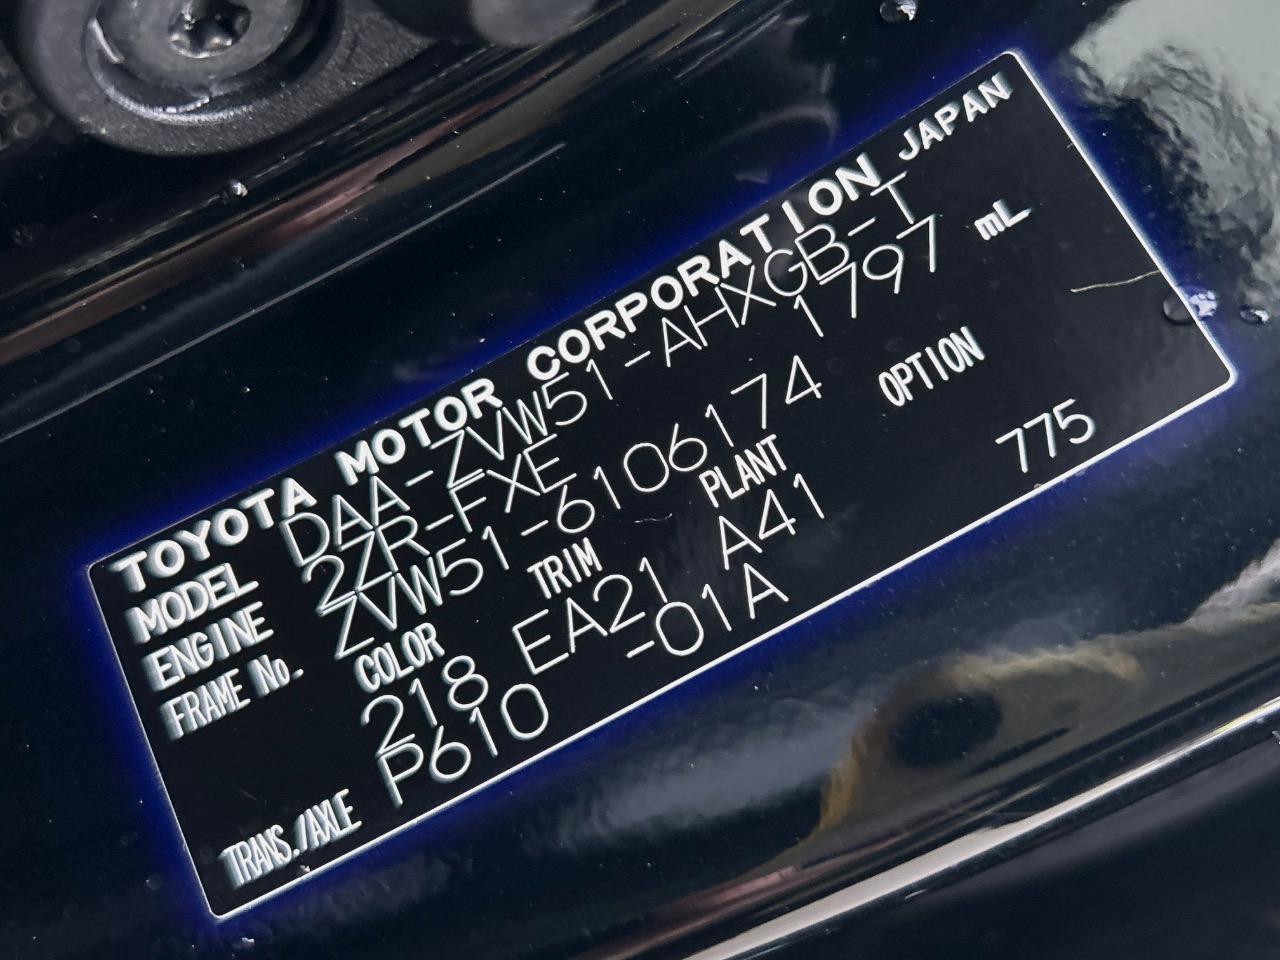 TOYOTA MOTOR CORPORATION JAPAN
MODEL DAA-ZVW51-AHXGB-T
ENGINE 2ZR-FXE 1797 mL
FRAME No. ZVW51-6106174
COLOR TRIM PLANT OPTION
218 EA21 A41 775
P610 -01A
TRANS./AXLE